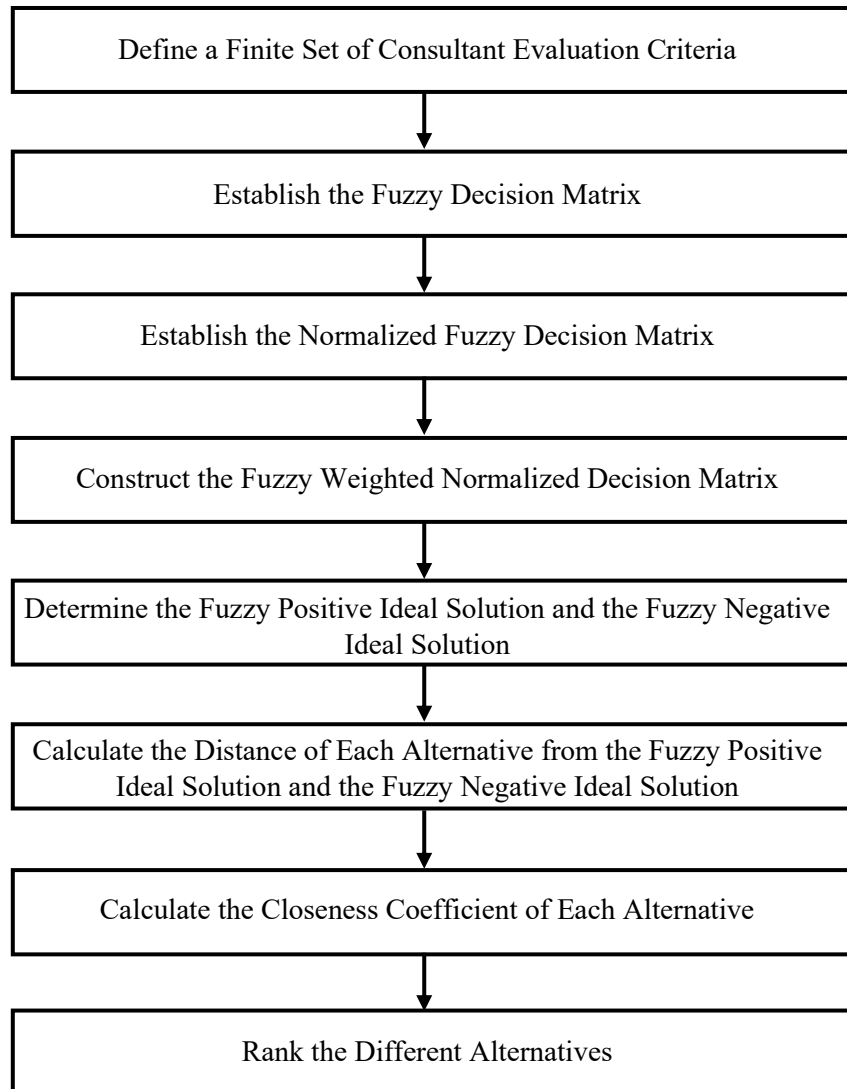 Define a Finite Set of Consultant Evaluation Criteria
Establish the Fuzzy Decision Matrix
Establish the Normalized Fuzzy Decision Matrix
Construct the Fuzzy Weighted Normalized Decision Matrix
Determine the Fuzzy Positive Ideal Solution and the Fuzzy Negative
Ideal Solution
Calculate the Distance of Each Alternative from the Fuzzy Positive
Ideal Solution and the Fuzzy Negative Ideal Solution
Calculate the Closeness Coefficient of Each Alternative
Rank the Different Alternatives